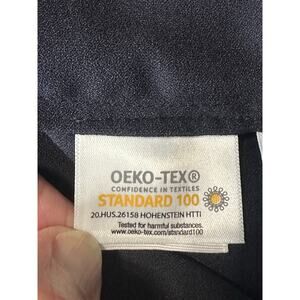 OEKO-TEX®
CONFIDENCE IN TEXTILES
STANDARD 100
20.HUS.26158 HOHENSTEIN HTTI
Tested for harmful substances.
www.oeko-tex.com/standard100